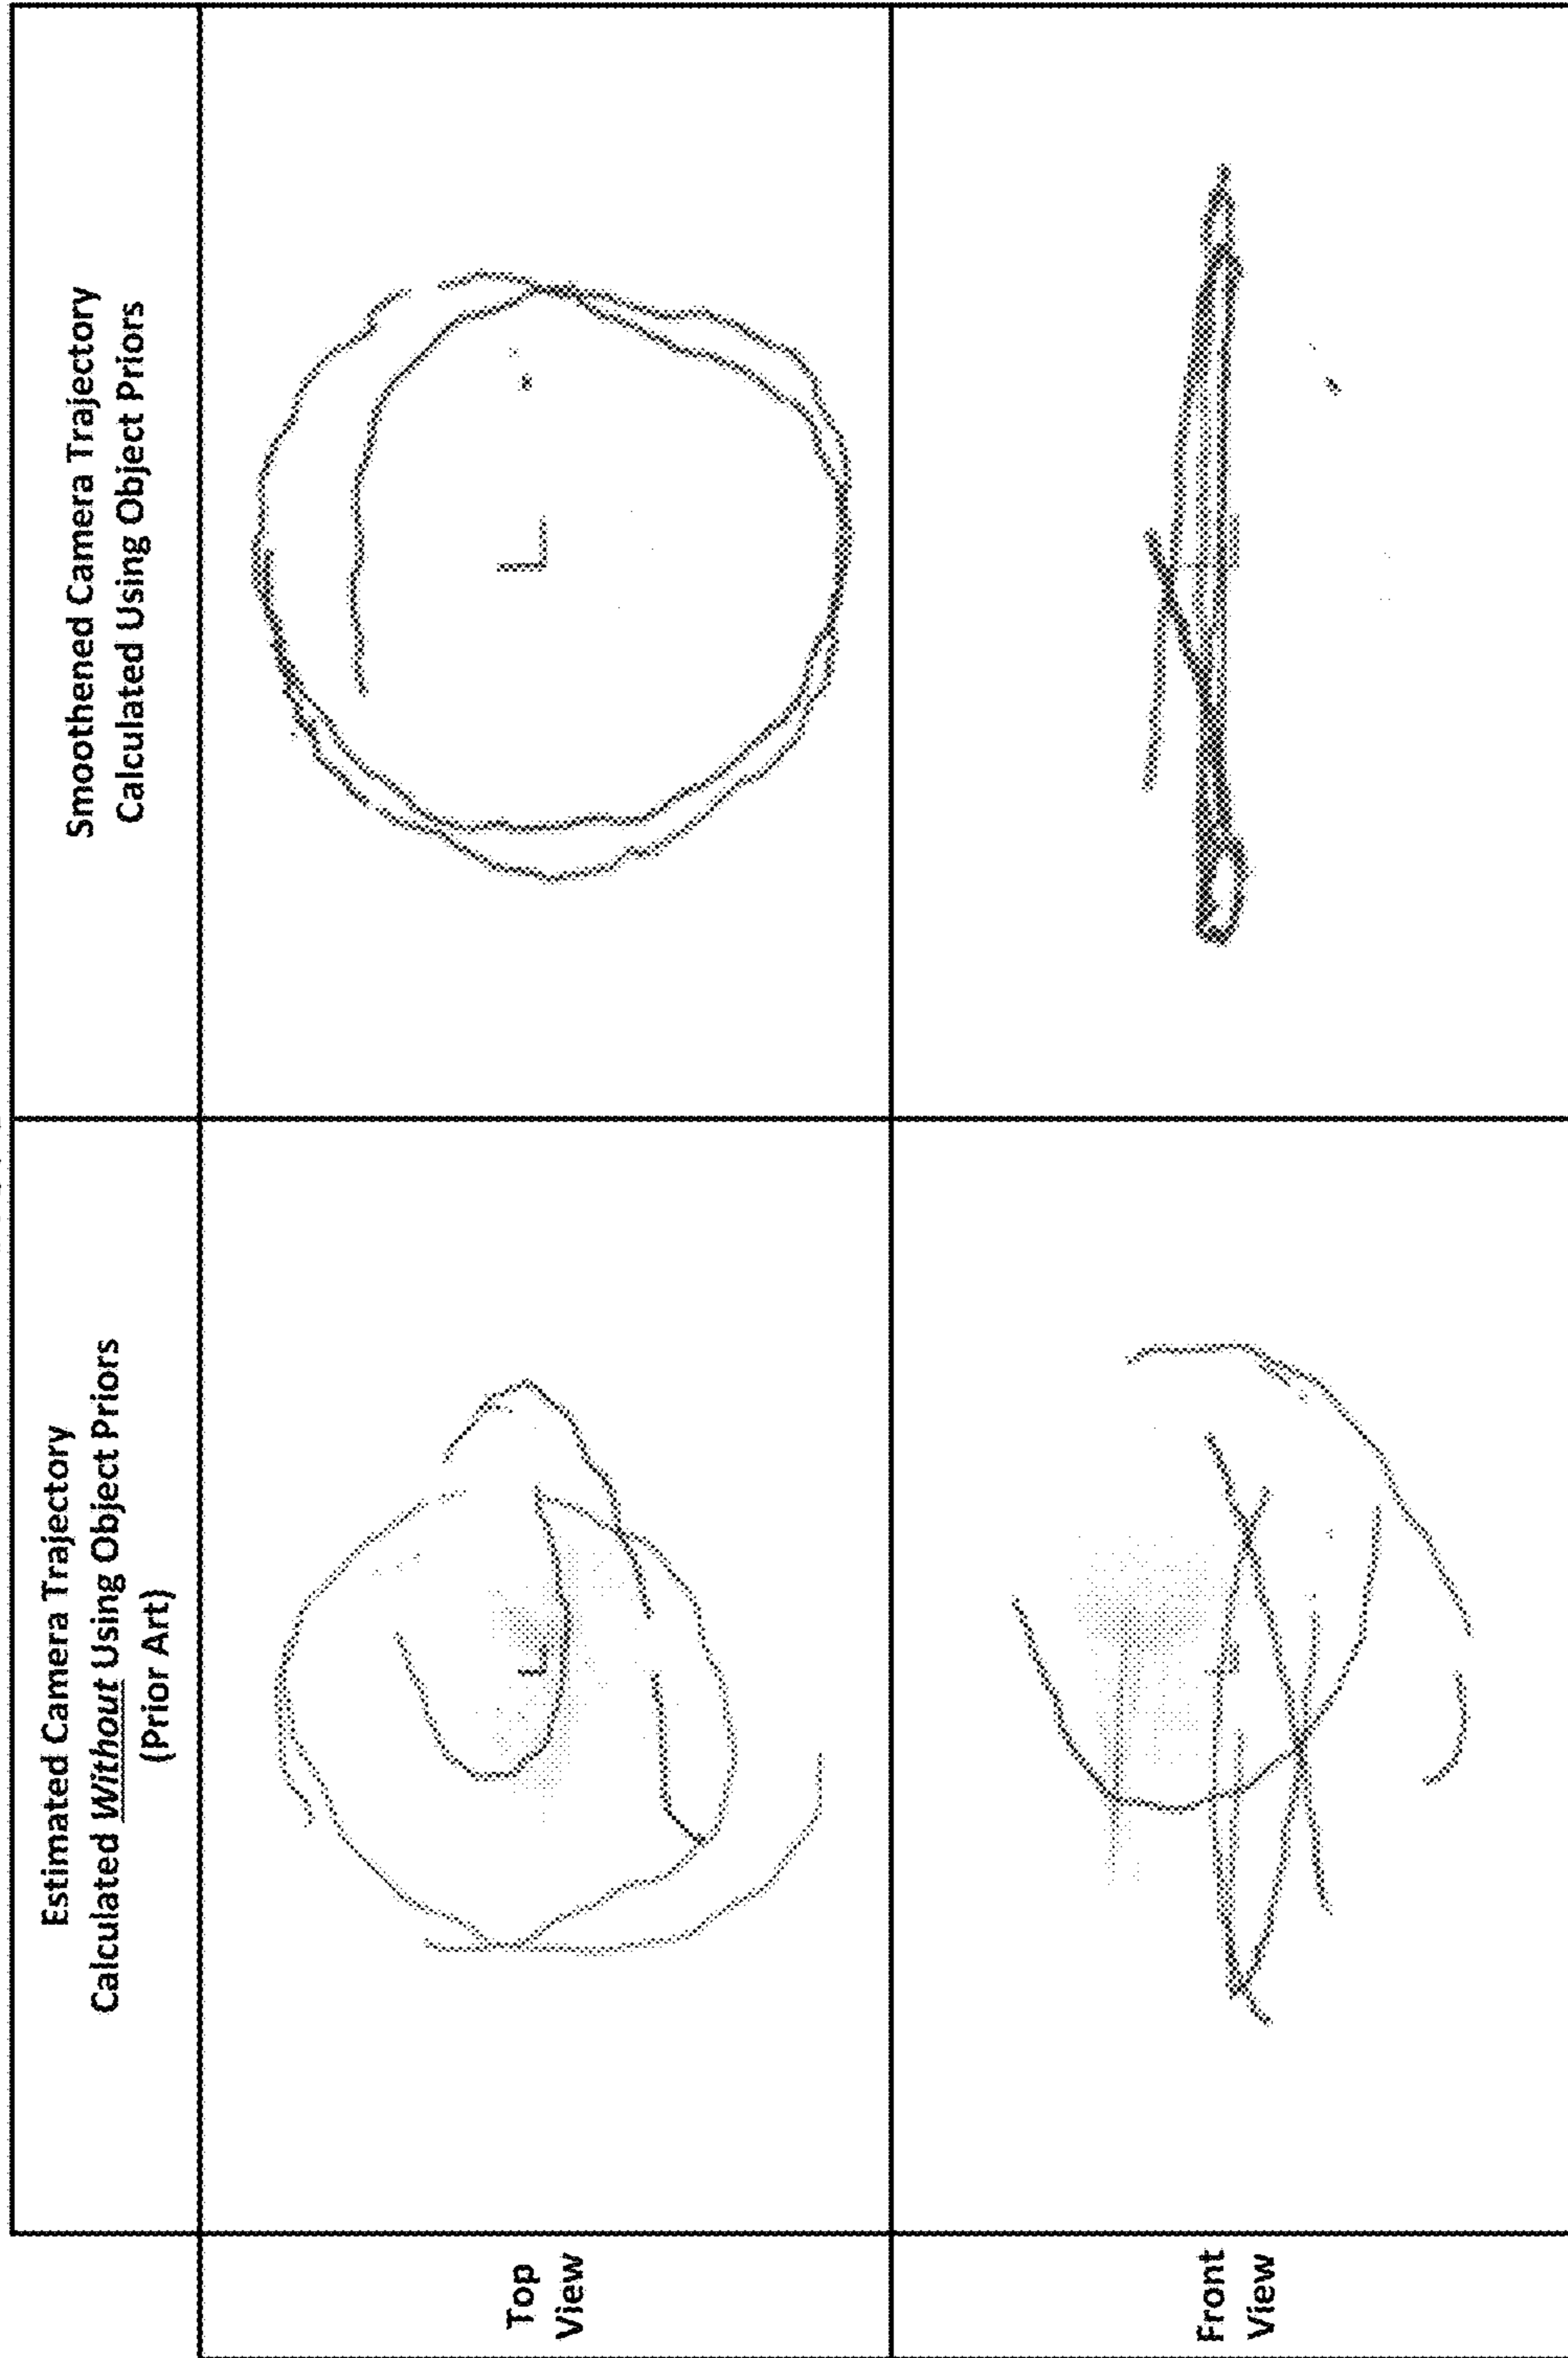 Estimated Camera Trajectory
Calculated Without Using Object Priors
(Prior Art)
Smoothened Camera Trajectory
Calculated Using Object Priors
Top
View
Front
View